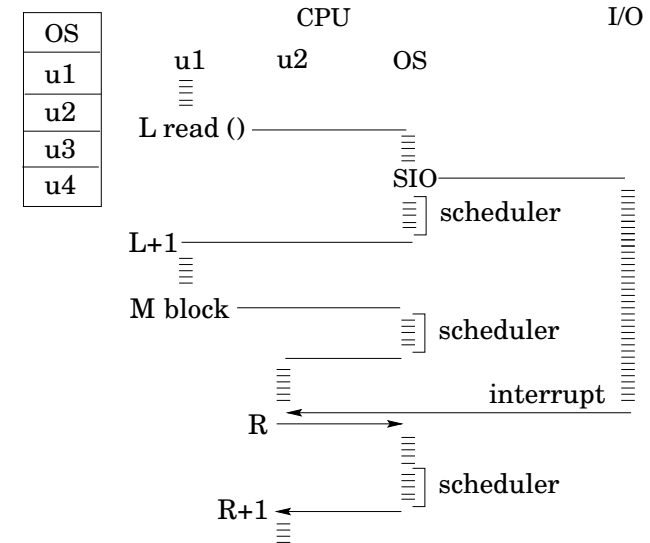 CPU I/O
OS
u1
u2
u3
u4
u1 u2 OS
L read ()
SIO
scheduler
L+1
M block
scheduler
interrupt
R
scheduler
R+1